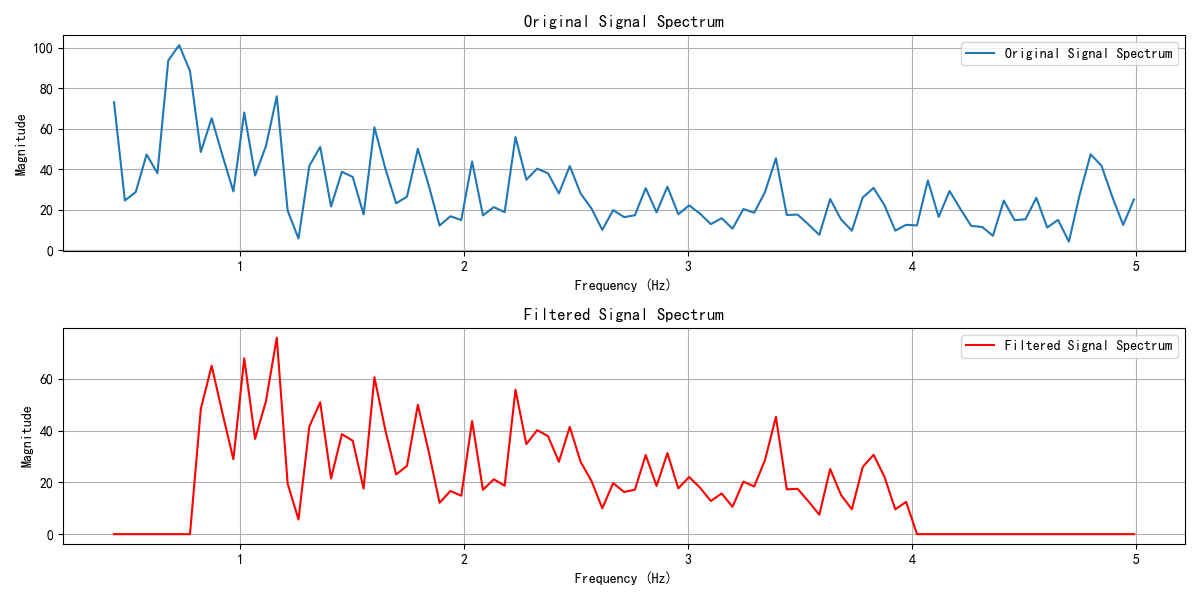 Original Signal Spectrum
100
80
60
40
20
0
Magnitude
Original Signal Spectrum
1
2
3
4
5
Frequency (Hz)
Filtered Signal Spectrum
60
40
20
0
Magnitude
Filtered Signal Spectrum
1
2
3
4
5
Frequency (Hz)